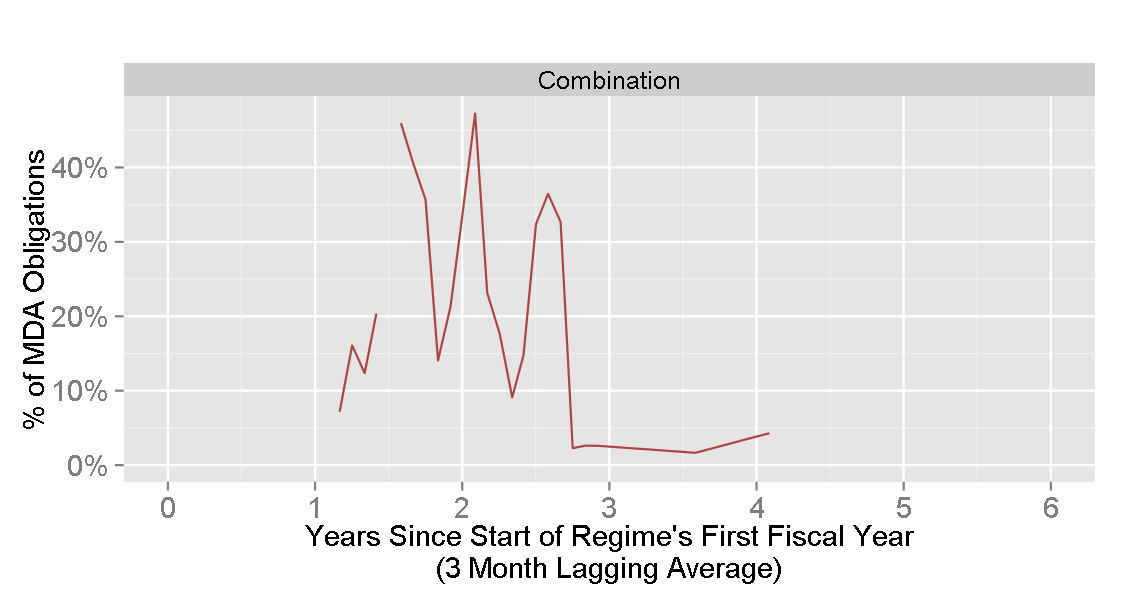 Combination
% of MDA Obligations
40%
30%
20%
10%
0%
0 1 2 3 4 5 6
Years Since Start of Regime's First Fiscal Year
(3 Month Lagging Average)